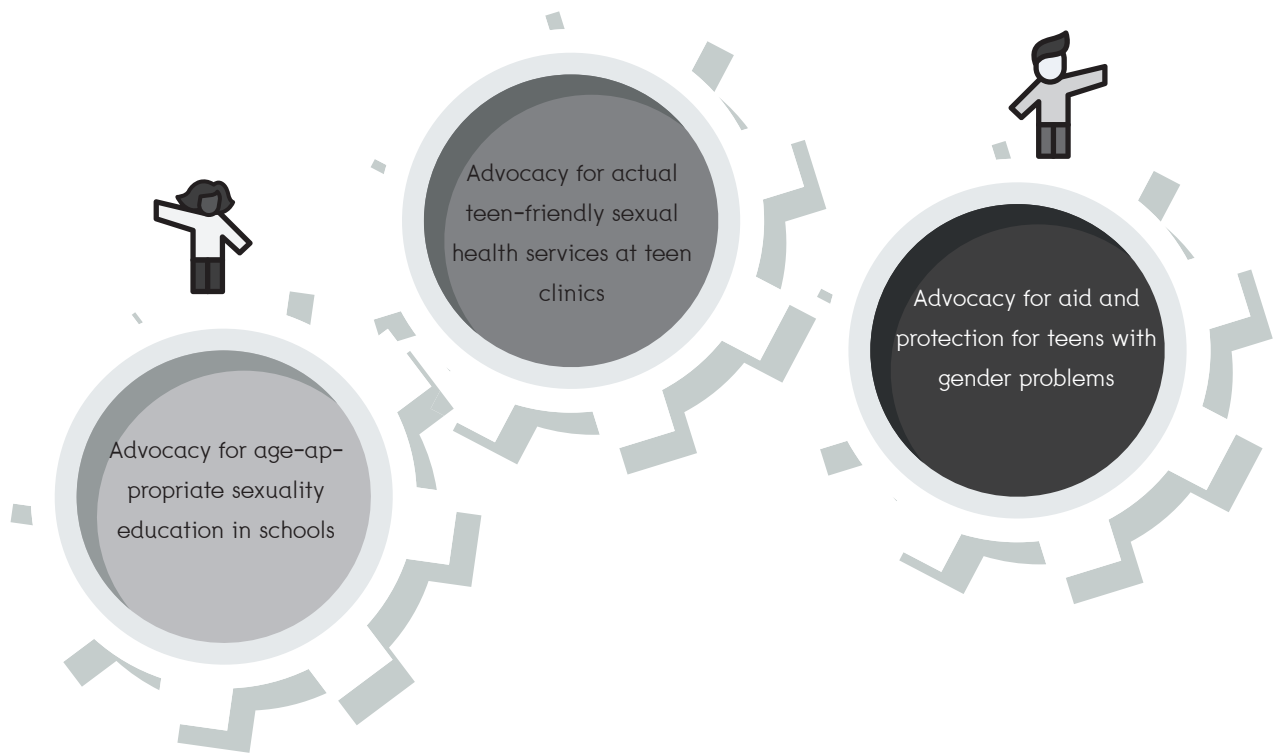 Advocacy for age-ap-
propriate sexuality
education in schools
Advocacy for actual
teen-friendly sexual
health services at teen
clinics
Advocacy for aid and
protection for teens with
gender problems